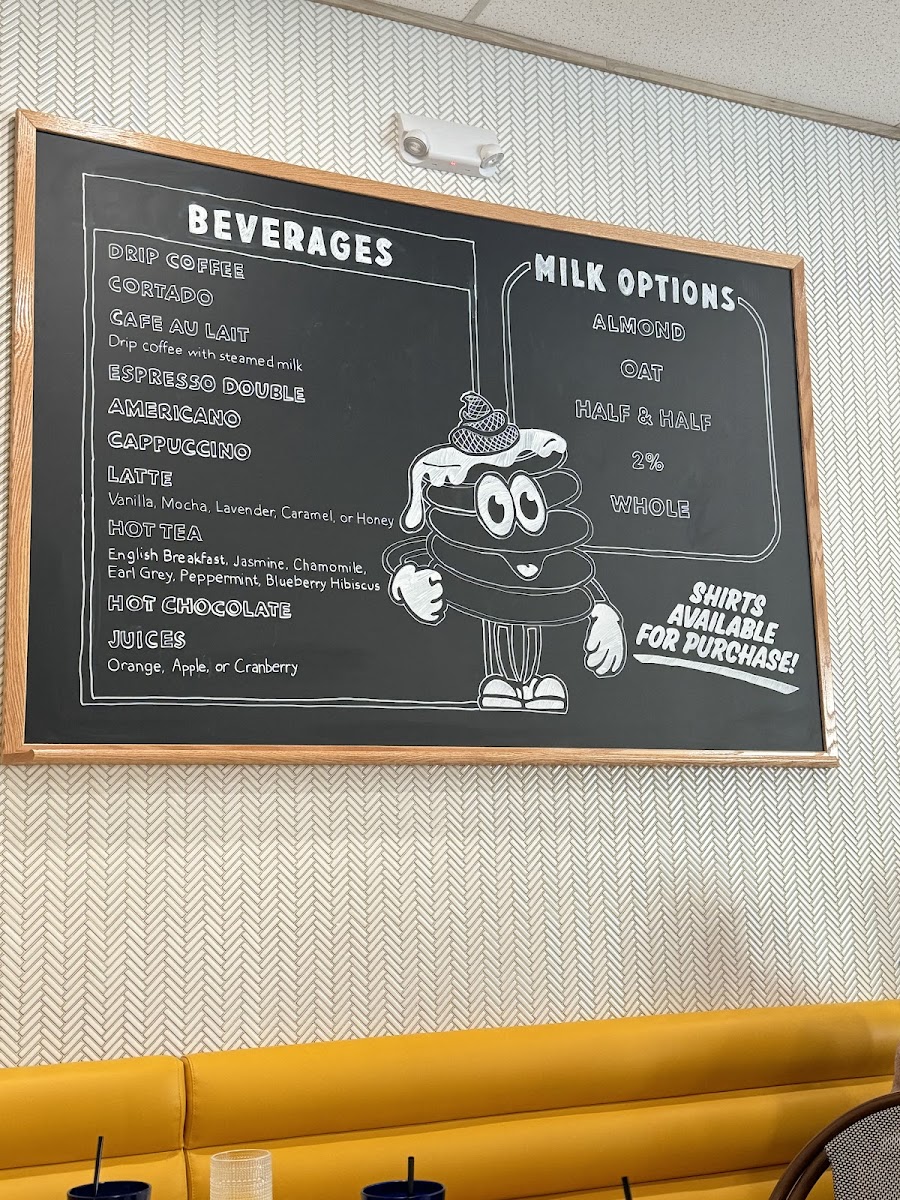 BEVERAGES
DRIP COFFEE
CORTADO
CAFE AU LAIT
Drip coffee with steamed milk
ESPRESSO DOUBLE
AMERICANO
CAPPUCCINO
LATTE
Vanilla, Mocha, Lavender, Caramel, or Honey
HOT TEA
English Breakfast, Jasmine, Chamomile,
Earl Grey, Peppermint, Blueberry Hibiscus
HOT CHOCOLATE
JUICES
Orange, Apple, or Cranberry
MILK OPTIONS
ALMOND
OAT
HALF & HALF
2%
WHOLE
SHIRTS
AVAILABLE
FOR PURCHASE!